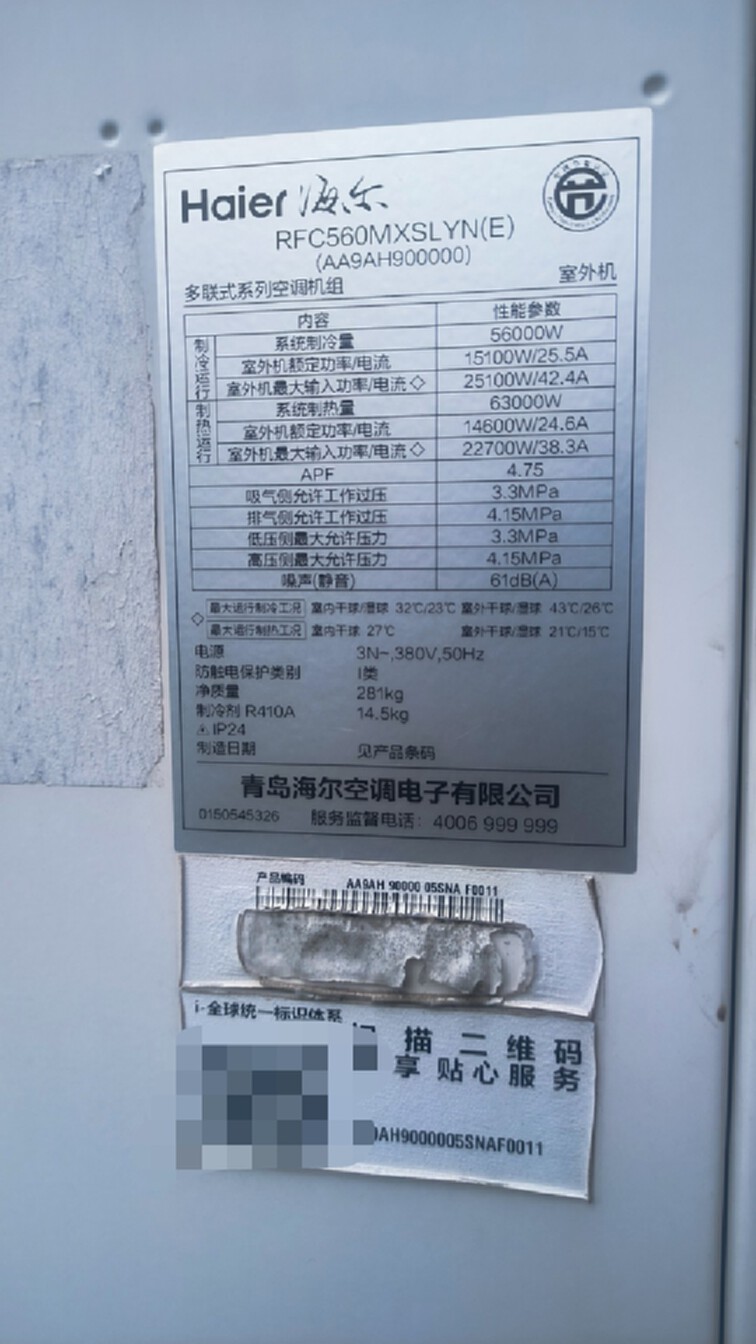 Haier 海尔
RFC560MXSLYN(E)
(AA9AH900000)
多联式系列空调机组 室外机
内容 性能参数
制冷运行
系统制冷量 56000W
室外机额定功率/电流 15100W/25.5A
室外机最大输入功率/电流◇ 25100W/42.4A
制热运行
系统制热量 63000W
室外机额定功率/电流 14600W/24.6A
室外机最大输入功率/电流◇ 22700W/38.3A
APF 4.75
吸气侧允许工作过压 3.3MPa
排气侧允许工作过压 4.15MPa
低压侧最大允许压力 3.3MPa
高压侧最大允许压力 4.15MPa
噪声(静音) 61dB(A)
◇ 最大运行制冷工况 室内干球/湿球 32℃/23℃ 室外干球/湿球 43℃/26℃
最大运行制热工况 室内干球 27℃ 室外干球/湿球 21℃/15℃
电源 3N~,380V,50Hz
防触电保护类别 I类
净质量 281kg
制冷剂 R410A 14.5kg
IP24
制造日期 见产品条码
青岛海尔空调电子有限公司
0150545326 服务监督电话：4006 999 999
产品编码 AA9AH 90000 05SNA F0011
i-全球统一标识体系
扫描二维码
享贴心服务
AH9000005SNAF0011